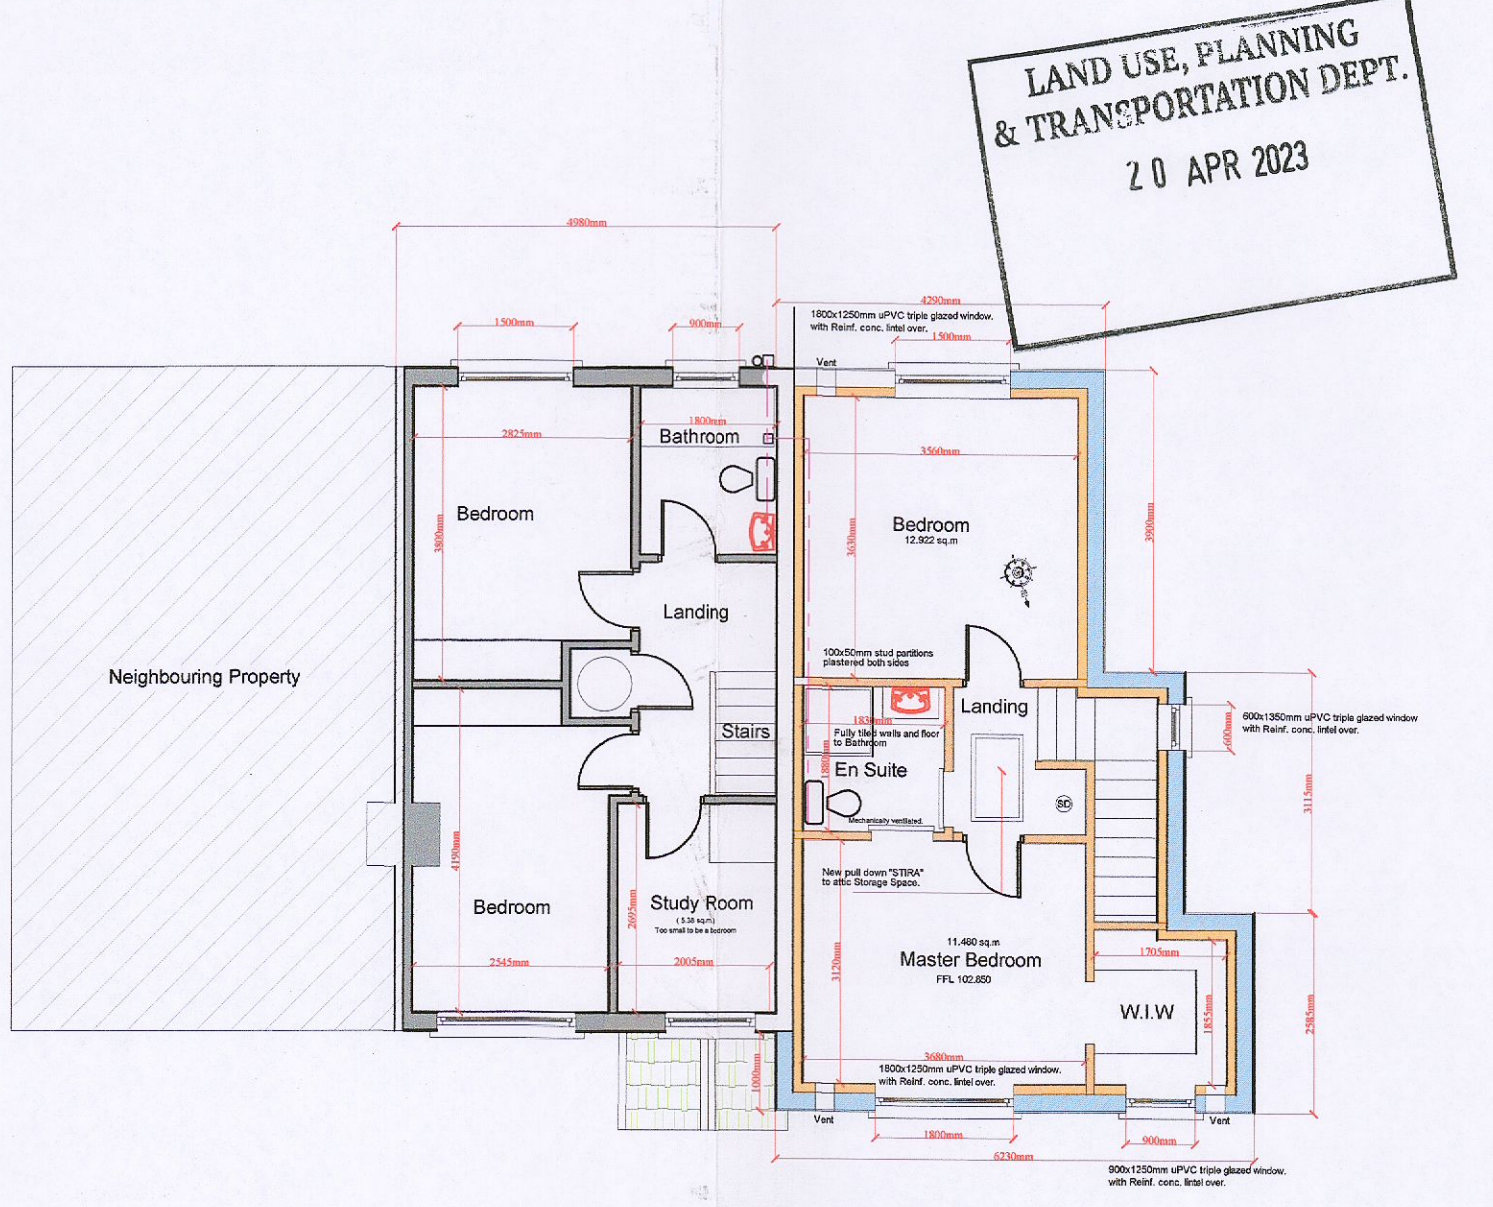 LAND USE, PLANNING
& TRANSPORTATION DEPT.
20 APR 2023
4980mm
4290mm
1800x1250mm uPVC triple glazed window.
with Reinf. conc. lintel over.
1500mm
900mm
1500mm
Vent
1800mm
Bathroom
2825mm
3560mm
Bedroom
3800mm
Bedroom
12.922 sq.m
3630mm
3900mm
Landing
100x50mm stud partitions
plastered both sides
Neighbouring Property
Landing
1830mm
Stairs
Fully tiled walls and floor
to Bathroom
600mm
600x1350mm uPVC triple glazed window
with Reinf. conc. lintel over.
1880mm
En Suite
3115mm
SD
Mechanically ventilated.
4190mm
New pull down "STIRA"
to attic Storage Space.
Bedroom
2695mm
Study Room
( 5.38 sq.m)
Too small to be a bedroom
11.480 sq.m
Master Bedroom
FFL 102.850
3120mm
1705mm
2545mm
2005mm
W.I.W
1855mm
2585mm
3680mm
1800x1250mm uPVC triple glazed window.
with Reinf. conc. lintel over.
1000mm
Vent
Vent
1800mm
900mm
6230mm
900x1250mm uPVC triple glazed window.
with Reinf. conc. lintel over.